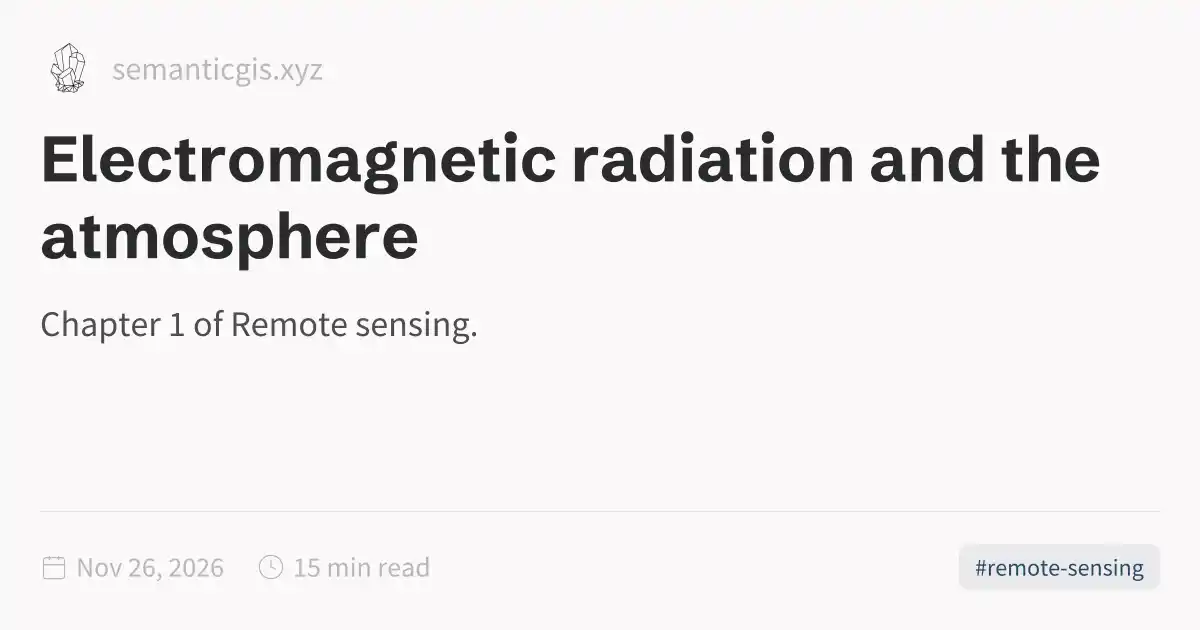 semanticgis.xyz
Electromagnetic radiation and the
atmosphere
Chapter 1 of Remote sensing.
Nov 26, 2026
15 min read
#remote-sensing